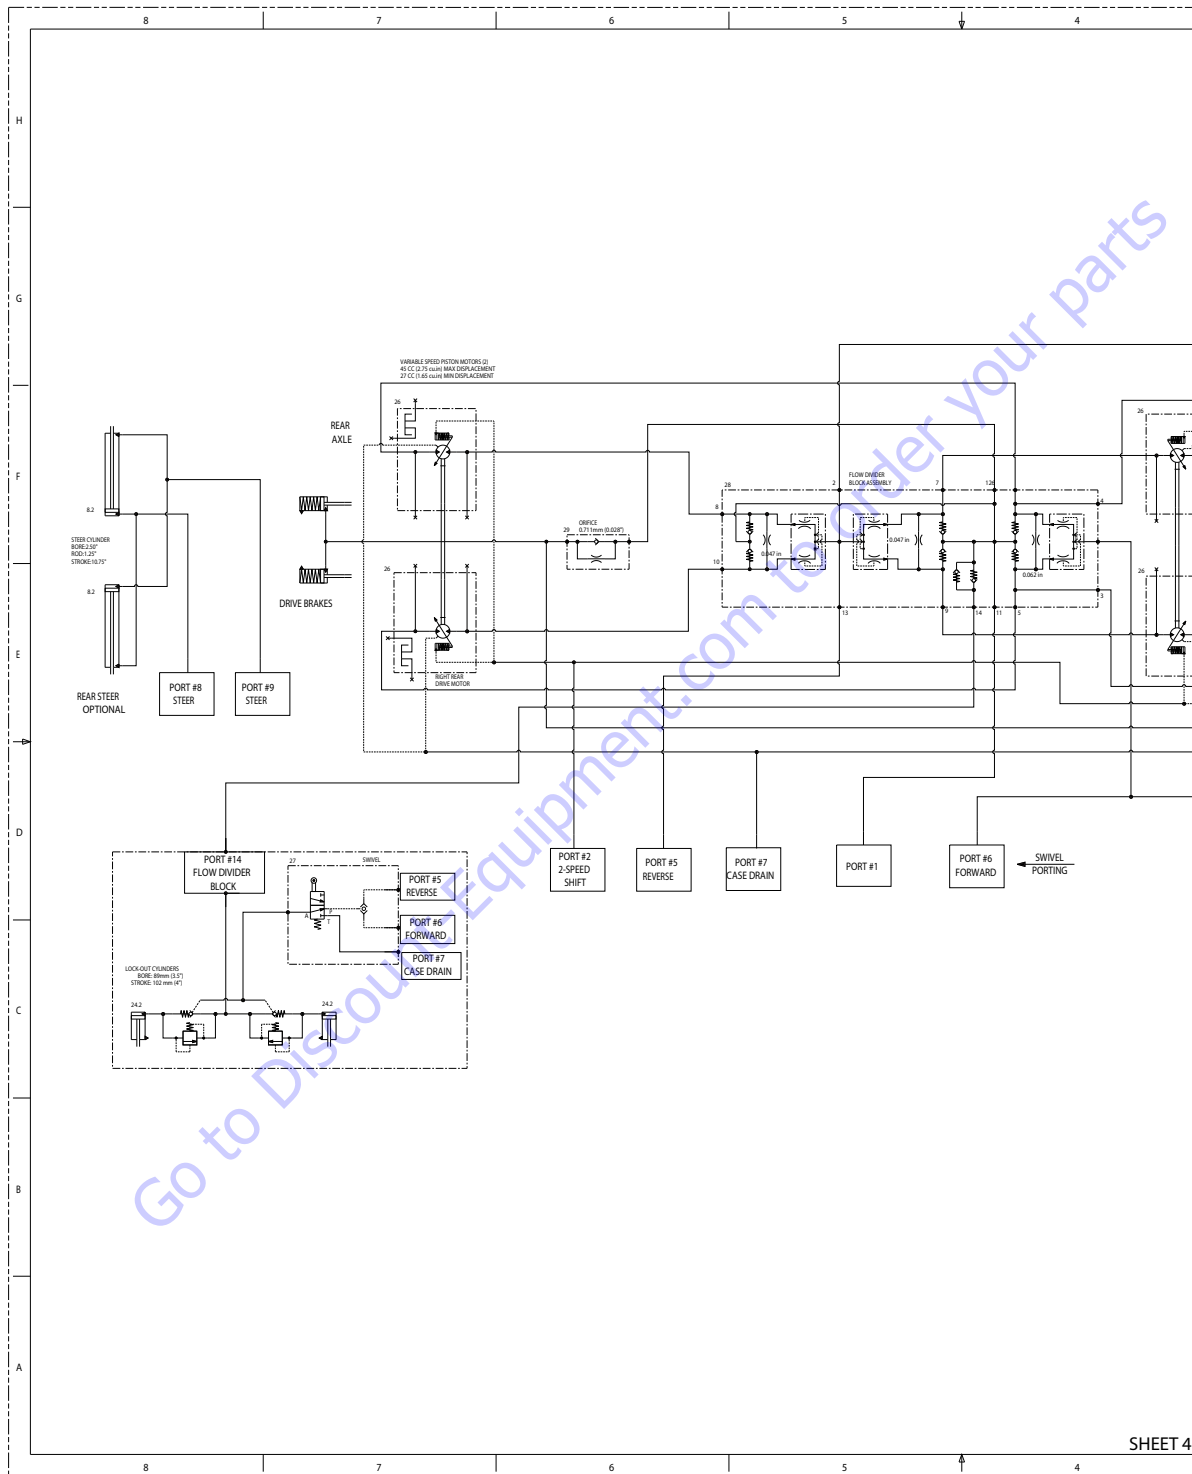 8 7 6 5 4
H
G
F
E
D
C
B
A
VARIABLE SPEED PISTON MOTORS (2)
45 CC (2.75 cu.in) MAX DISPLACEMENT
27 CC (1.65 cu.in) MIN DISPLACEMENT
26
REAR
AXLE
26
8.2
STEER CYLINDER
BORE:2.50"
ROD:1.25"
STROKE:10.75"
8.2
REAR STEER
OPTIONAL
PORT #8
STEER
PORT #9
STEER
DRIVE BRAKES
26
RIGHT REAR
DRIVE MOTOR
ORIFICE
29 0.711mm (0.028")
FLOW DIVIDER
BLOCK ASSEMBLY
28
2
7
12
6
8
4
10
0.047 in
0.047 in
0.062 in
3
13
9
14
11
5
26
PORT #2
2-SPEED
SHIFT
PORT #5
REVERSE
PORT #7
CASE DRAIN
PORT #1
PORT #6
FORWARD
SWIVEL
PORTING
PORT #14
FLOW DIVIDER
BLOCK
27
SWIVEL
A
P
T
PORT #5
REVERSE
PORT #6
FORWARD
PORT #7
CASE DRAIN
LOCK-OUT CYLINDERS
BORE: 89mm (3.5")
STROKE: 102 mm (4")
24.2
24.2
Go to Discount-Equipment.com to order your parts
SHEET 4
8 7 6 5 4